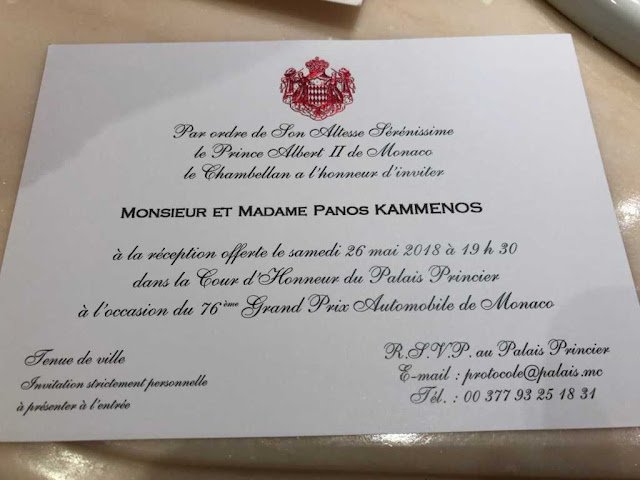 Par ordre de Son Altesse Sérénissime
le Prince Albert II de Monaco
le Chambellan a l'honneur d'inviter
MONSIEUR ET MADAME PANOS KAMMENOS
à la réception offerte le samedi 26 mai 2018 à 19 h 30
dans la Cour d'Honneur du Palais Princier
à l'occasion du 76ème Grand Prix Automobile de Monaco
Tenue de ville
Invitation strictement personnelle
à présenter à l'entrée
R.S.V.P. au Palais Princier
E-mail : protocole@palais.mc
Tél. : 00 377 93 25 18 31